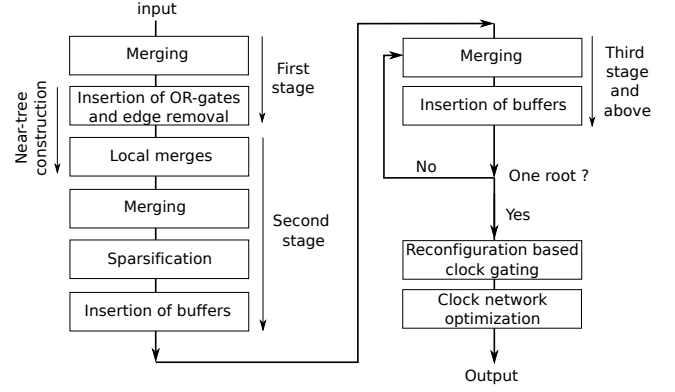 input
Merging
First
stage
Insertion of OR-gates
and edge removal
Near-tree
construction
Local merges
Merging
Second
stage
Sparsification
Insertion of buffers
Merging
Third
stage
and
above
Insertion of buffers
No
One root ?
Yes
Reconfiguration based
clock gating
Clock network
optimization
Output